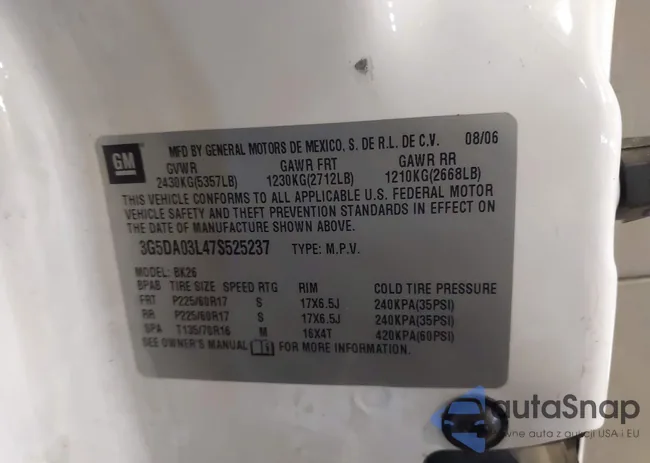 GM
MFD BY GENERAL MOTORS DE MEXICO, S. DE R.L. DE C.V. 08/06
GVWR GAWR FRT GAWR RR
2430KG(5357LB) 1230KG(2712LB) 1210KG(2668LB)
THIS VEHICLE CONFORMS TO ALL APPLICABLE U.S. FEDERAL MOTOR
VEHICLE SAFETY AND THEFT PREVENTION STANDARDS IN EFFECT ON
THE DATE OF MANUFACTURE SHOWN ABOVE.
3G5DA03L47S525237 TYPE: M.P.V.
MODEL: BK26
BPAB TIRE SIZE SPEED RTG RIM COLD TIRE PRESSURE
FRT P225/60R17 S 17X6.5J 240KPA(35PSI)
RR P225/60R17 S 17X6.5J 240KPA(35PSI)
SPA T135/70R16 M 16X4T 420KPA(60PSI)
SEE OWNER'S MANUAL FOR MORE INFORMATION.
autaSnap
auta z aukcji USA i EU